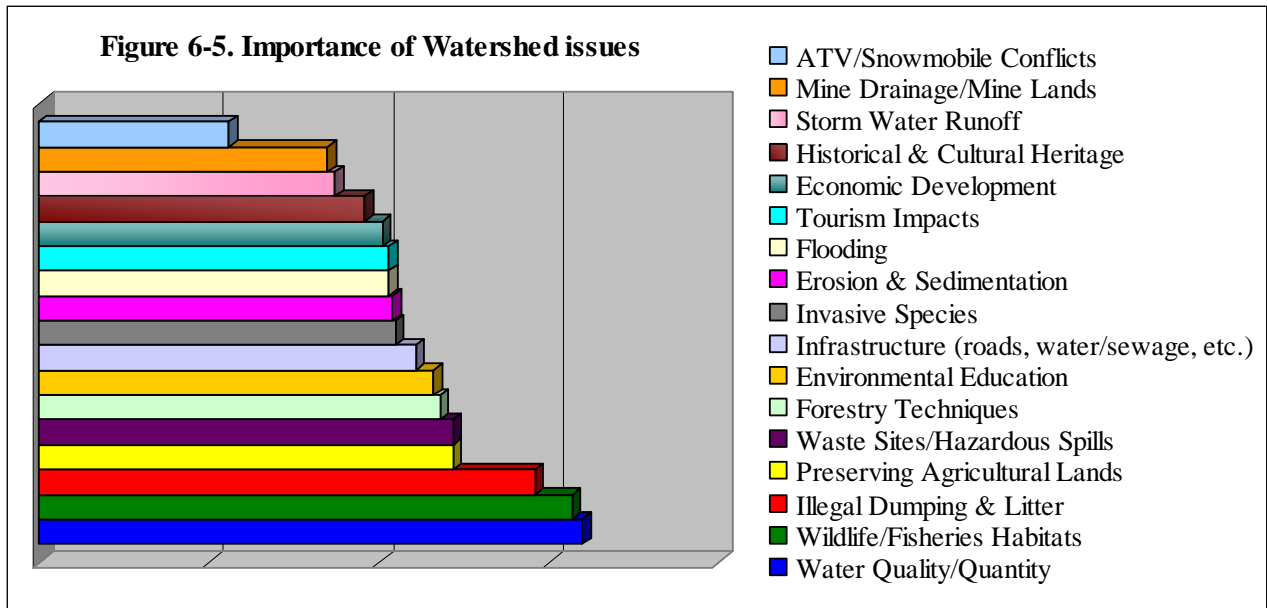 Figure 6-5. Importance of Watershed issues
ATV/Snowmobile Conflicts
Mine Drainage/Mine Lands
Storm Water Runoff
Historical & Cultural Heritage
Economic Development
Tourism Impacts
Flooding
Erosion & Sedimentation
Invasive Species
Infrastructure (roads, water/sewage, etc.)
Environmental Education
Forestry Techniques
Waste Sites/Hazardous Spills
Preserving Agricultural Lands
Illegal Dumping & Litter
Wildlife/Fisheries Habitats
Water Quality/Quantity